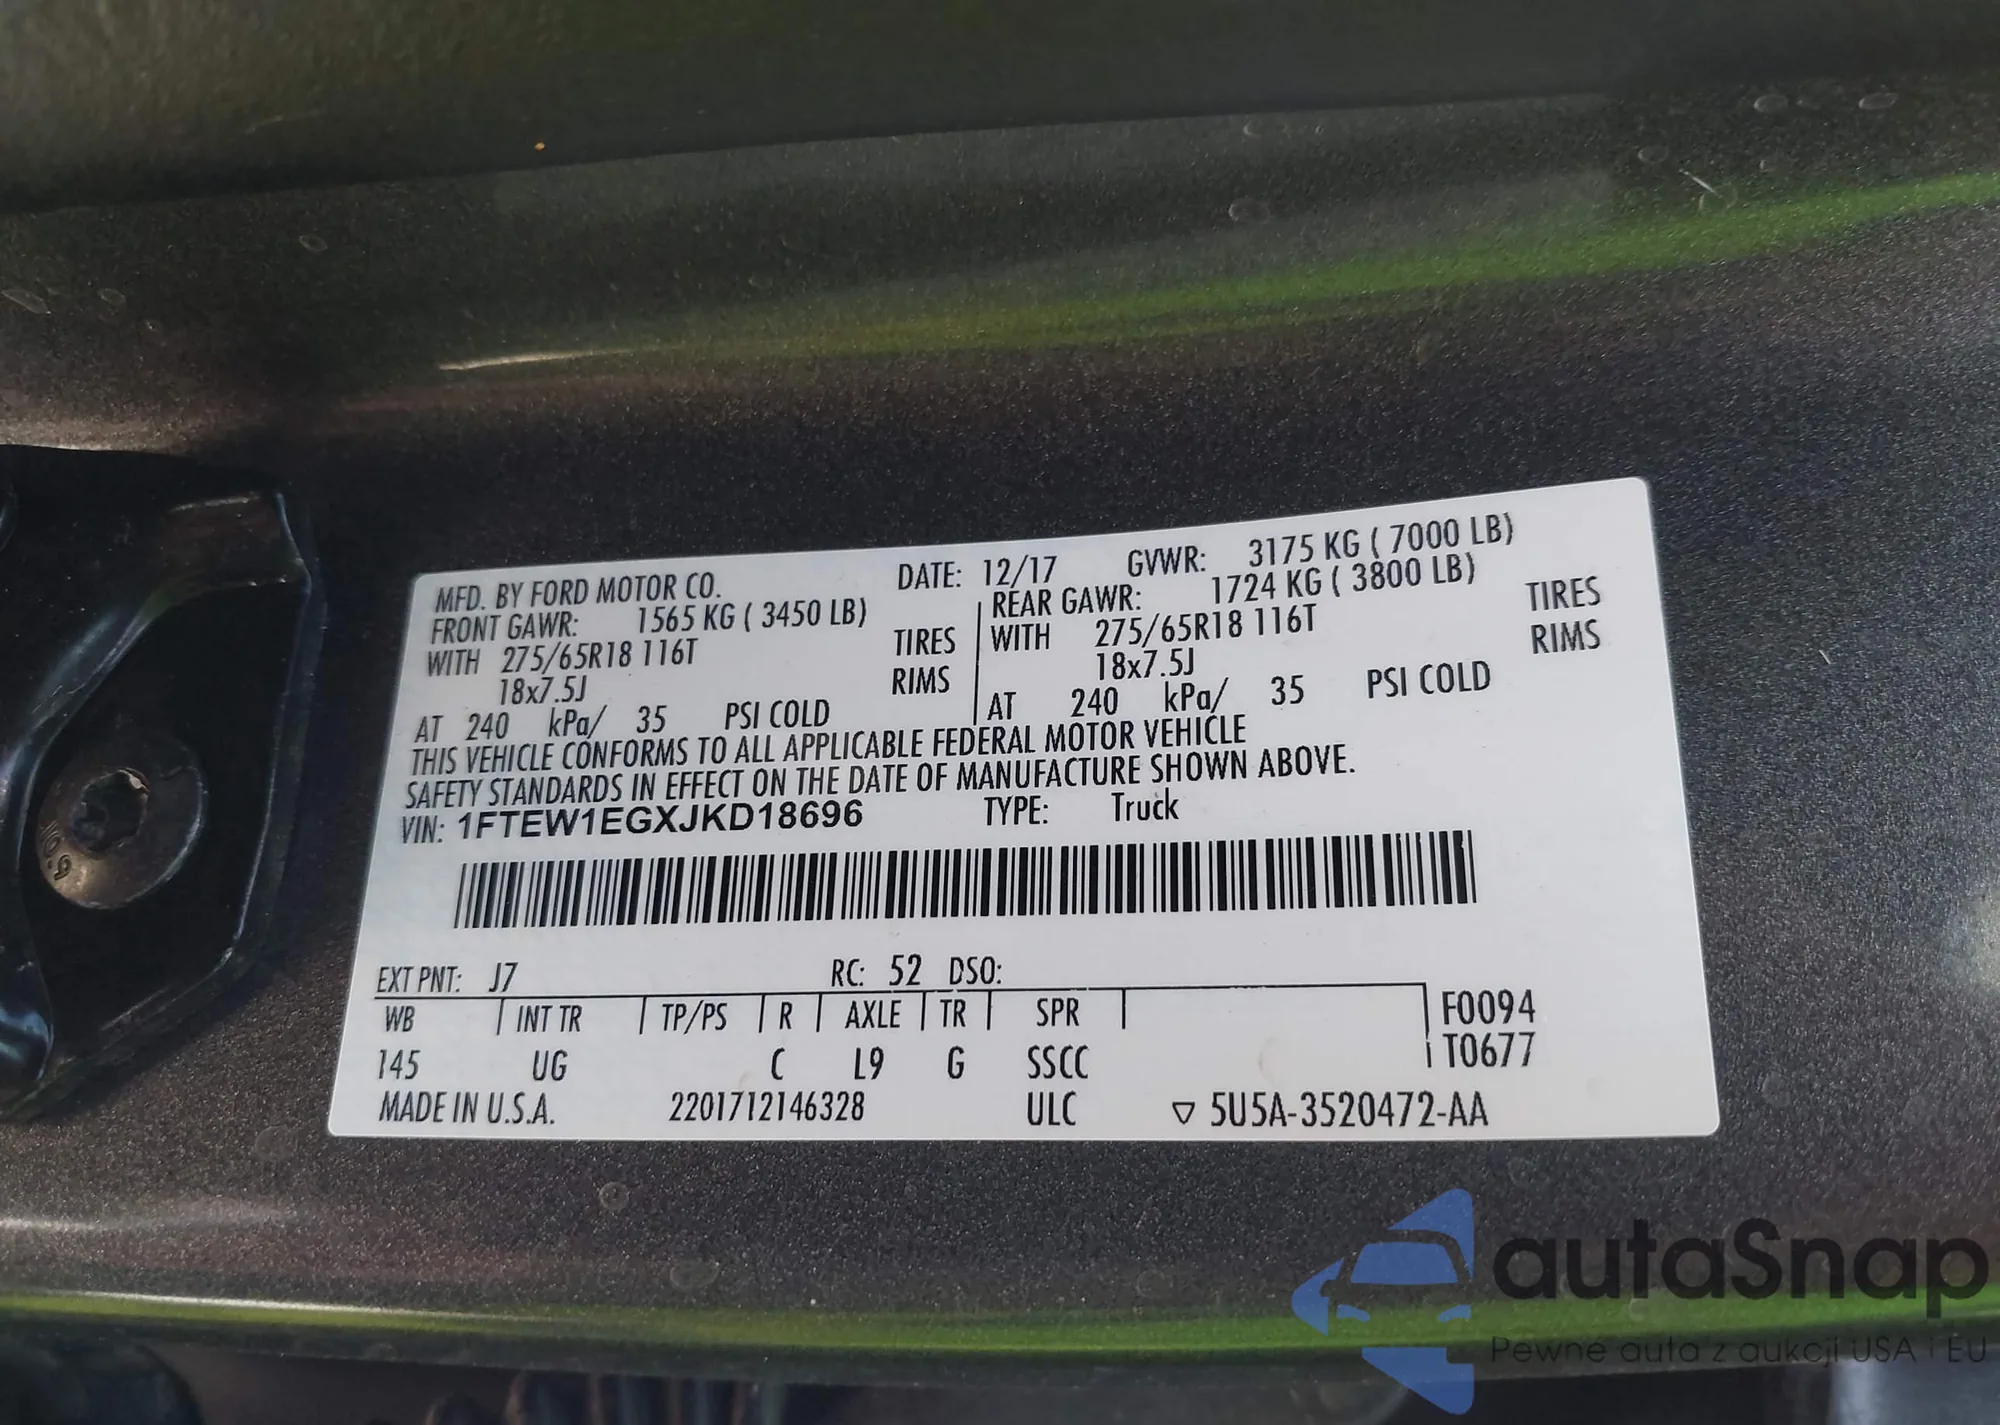 MFD. BY FORD MOTOR CO. DATE: 12/17 GVWR: 3175 KG ( 7000 LB)
FRONT GAWR: 1565 KG ( 3450 LB) REAR GAWR: 1724 KG ( 3800 LB)
WITH 275/65R18 116T TIRES WITH 275/65R18 116T TIRES
18x7.5J RIMS 18x7.5J RIMS
AT 240 kPa/ 35 PSI COLD AT 240 kPa/ 35 PSI COLD
THIS VEHICLE CONFORMS TO ALL APPLICABLE FEDERAL MOTOR VEHICLE
SAFETY STANDARDS IN EFFECT ON THE DATE OF MANUFACTURE SHOWN ABOVE.
VIN: 1FTEW1EGXJKD18696 TYPE: Truck
EXT PNT: J7 RC: 52 DSO:
WB INT TR TP/PS R AXLE TR SPR F0094
145 UG C L9 G SSCC T0677
MADE IN U.S.A. 2201712146328 ULC ▽ 5U5A-3520472-AA
autaSnap
Pewne auta z aukcji USA i EU